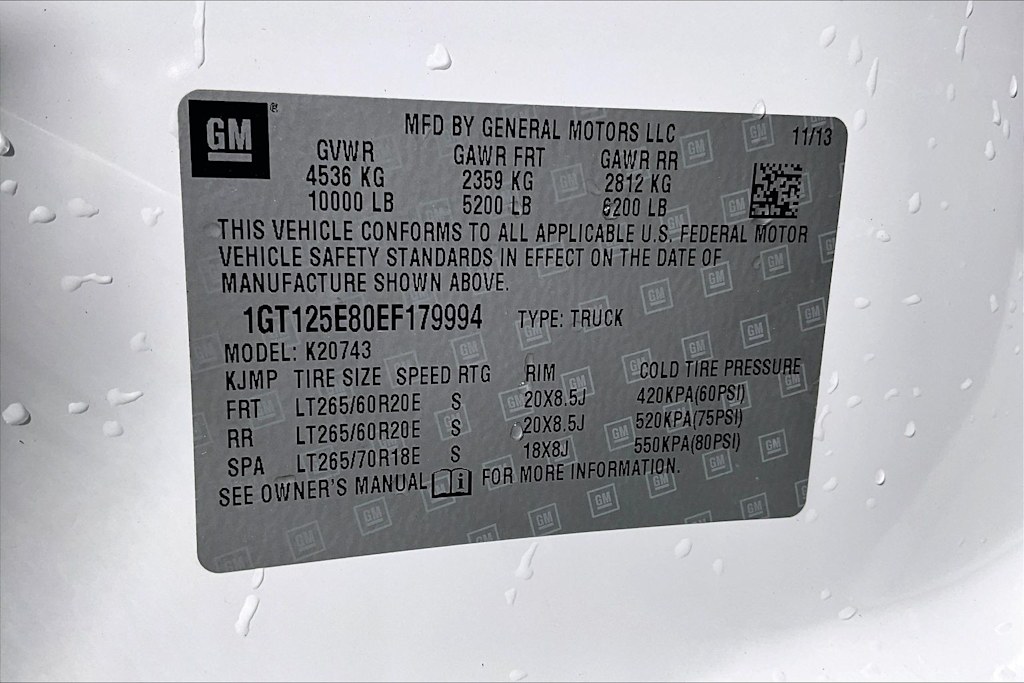 GM®
MFD BY GENERAL MOTORS LLC 11/13
GVWR GAWR FRT GAWR RR
4536 KG 2359 KG 2812 KG
10000 LB 5200 LB 6200 LB
THIS VEHICLE CONFORMS TO ALL APPLICABLE U.S. FEDERAL MOTOR
VEHICLE SAFETY STANDARDS IN EFFECT ON THE DATE OF
MANUFACTURE SHOWN ABOVE.
1GT125E80EF179994 TYPE: TRUCK
MODEL: K20743
KJMP TIRE SIZE SPEED RTG RIM COLD TIRE PRESSURE
FRT LT265/60R20E S 20X8.5J 420KPA(60PSI)
RR LT265/60R20E S 20X8.5J 520KPA(75PSI)
SPA LT265/70R18E S 18X8J 550KPA(80PSI)
SEE OWNER'S MANUAL i FOR MORE INFORMATION.